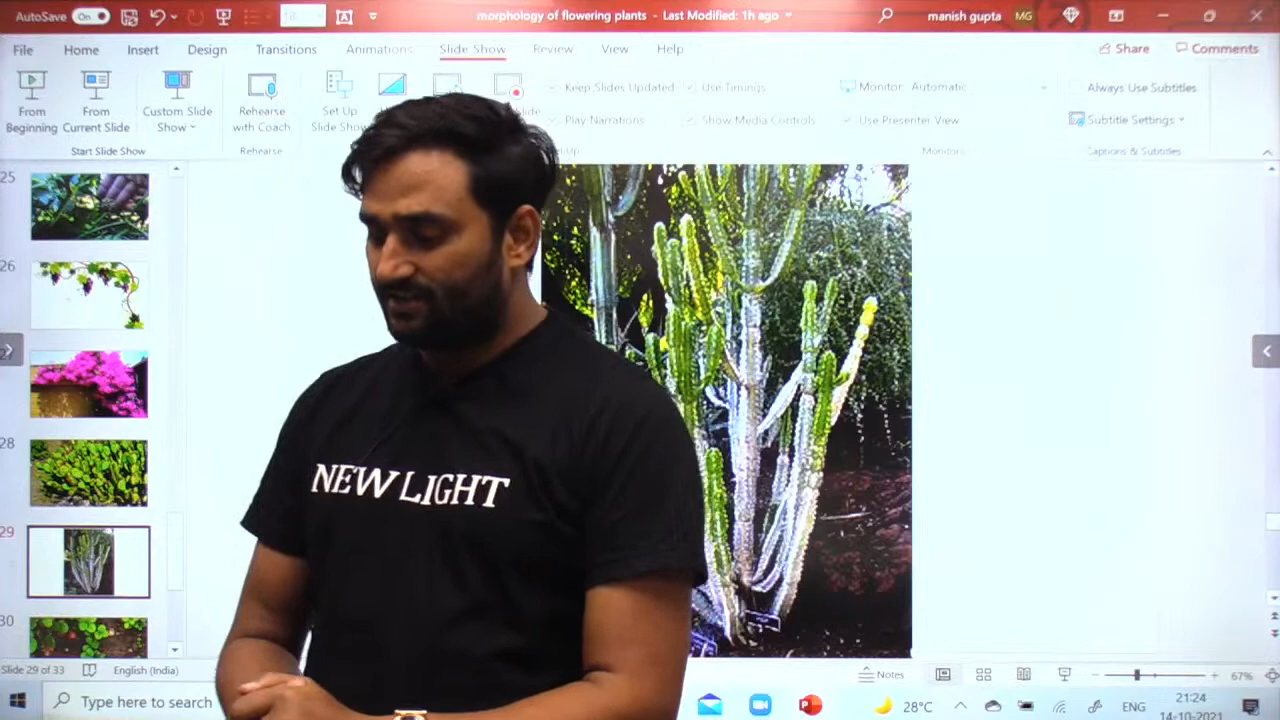 AutoSave On
morphology of flowering plants - Last Modified: 1h ago
manish gupta MG
File Home Insert Design Transitions Animations Slide Show Review View Help
Share Comments
From Beginning
From Current Slide
Custom Slide Show
Rehearse with Coach
Set Up Slide Show
Keep Slides Updated
Use Timings
Play Narrations
Show Media Controls
Monitor: Automatic
Use Presenter View
Always Use Subtitles
Subtitle Settings
Start Slide Show
Rehearse
Captions & Subtitles
25
26
28
29
30
NEW LIGHT
Slide 29 of 33
English (India)
Notes
67%
Type here to search
28°C
ENG
21:24
14-10-2021